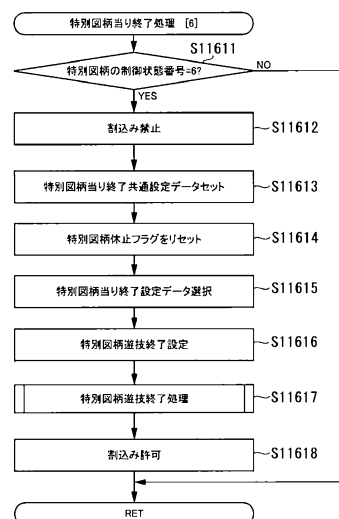 特別図柄当り終了処理 [6]
S11611
特別図柄の制御状態番号=6?
NO
YES
割込み禁止
S11612
特別図柄当り終了共通設定データセット
S11613
特別図柄休止フラグをリセット
S11614
特別図柄当り終了設定データ選択
S11615
特別図柄遊技終了設定
S11616
特別図柄遊技終了処理
S11617
割込み許可
S11618
RET